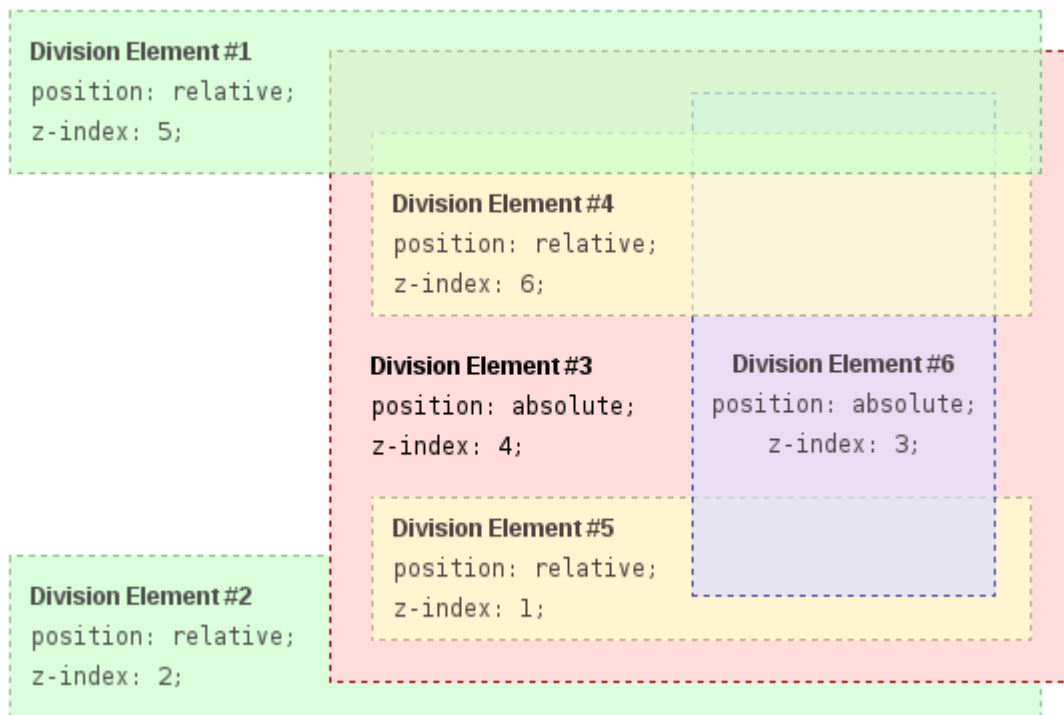 Division Element #1
position: relative;
z-index: 5;
Division Element #4
position: relative;
z-index: 6;
Division Element #3
position: absolute;
z-index: 4;
Division Element #6
position: absolute;
z-index: 3;
Division Element #5
position: relative;
z-index: 1;
Division Element #2
position: relative;
z-index: 2;